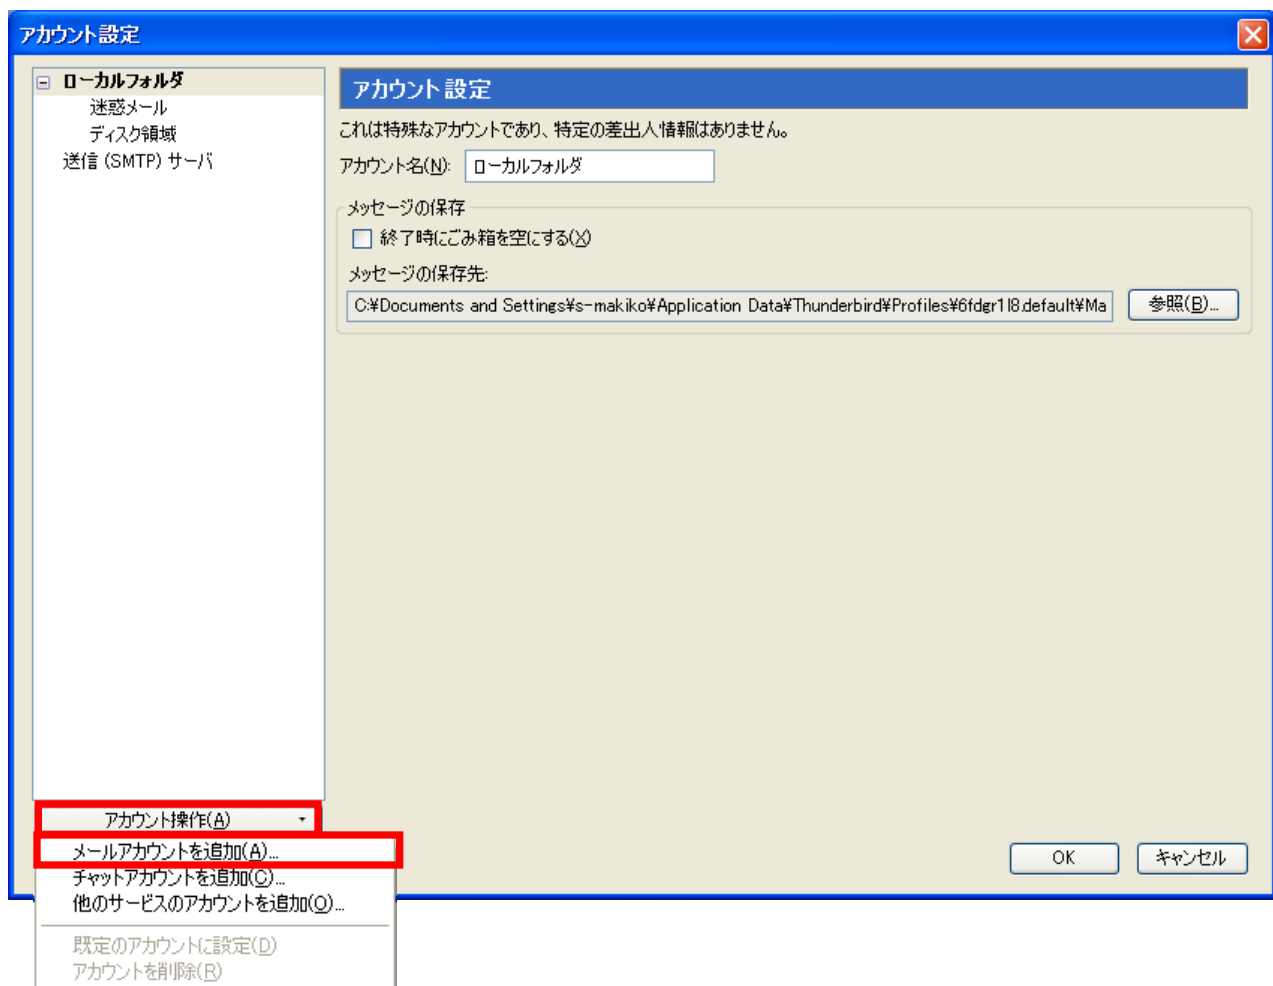 アカウント設定
ローカルフォルダ
迷惑メール
ディスク領域
送信 (SMTP) サーバ
アカウント設定
これは特殊なアカウントであり、特定の差出人情報はありません。
アカウント名(N): ローカルフォルダ
メッセージの保存
終了時にごみ箱を空にする(X)
メッセージの保存先:
C:¥Documents and Settings¥s-makiko¥Application Data¥Thunderbird¥Profiles¥6fdgr1l8.default¥Ma 参照(B)...
アカウント操作(A)
メールアカウントを追加(A)...
チャットアカウントを追加(C)...
他のサービスのアカウントを追加(O)...
既定のアカウントに設定(D)
アカウントを削除(R)
OK キャンセル